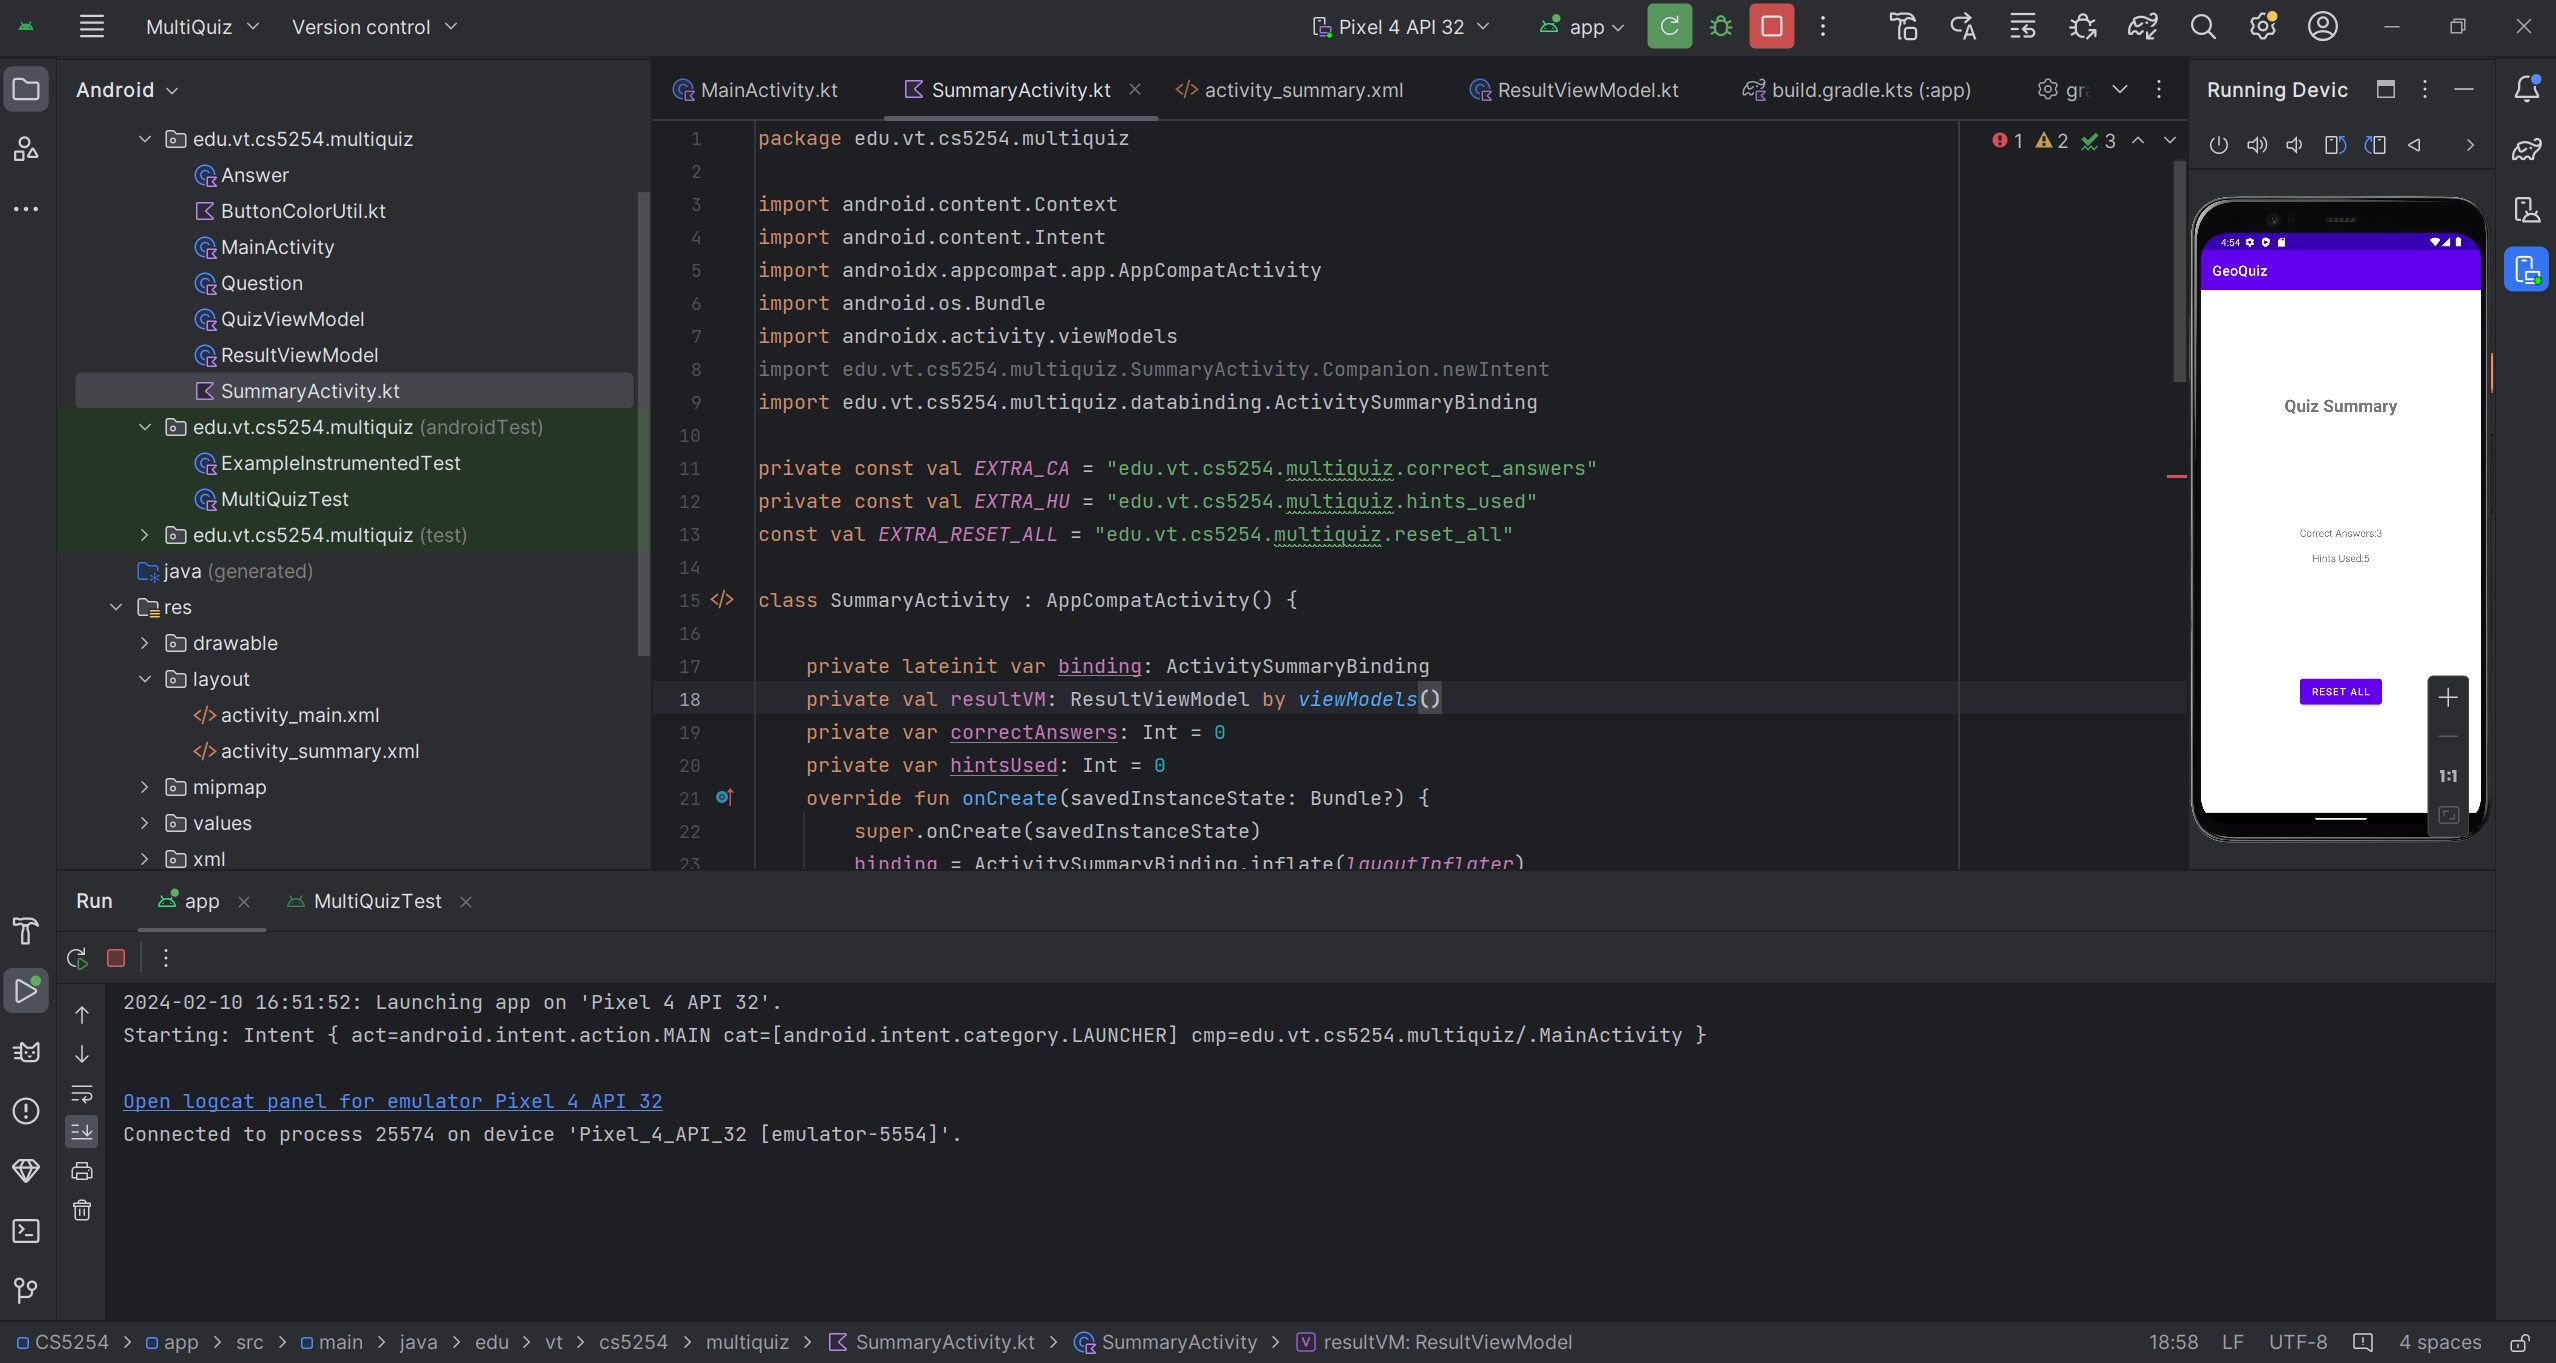 MultiQuiz
Version control
Pixel 4 API 32
app
Android
MainActivity.kt
SummaryActivity.kt
activity_summary.xml
ResultViewModel.kt
build.gradle.kts (:app)
Running Devic
edu.vt.cs5254.multiquiz
Answer
ButtonColorUtil.kt
MainActivity
Question
QuizViewModel
ResultViewModel
SummaryActivity.kt
edu.vt.cs5254.multiquiz (androidTest)
ExampleInstrumentedTest
MultiQuizTest
edu.vt.cs5254.multiquiz (test)
java (generated)
res
drawable
layout
activity_main.xml
activity_summary.xml
mipmap
values
xml
1 package edu.vt.cs5254.multiquiz
2
3 import android.content.Context
4 import android.content.Intent
5 import androidx.appcompat.app.AppCompatActivity
6 import android.os.Bundle
7 import androidx.activity.viewModels
8 import edu.vt.cs5254.multiquiz.SummaryActivity.Companion.newIntent
9 import edu.vt.cs5254.multiquiz.databinding.ActivitySummaryBinding
10
11 private const val EXTRA_CA = "edu.vt.cs5254.multiquiz.correct_answers"
12 private const val EXTRA_HU = "edu.vt.cs5254.multiquiz.hints_used"
13 const val EXTRA_RESET_ALL = "edu.vt.cs5254.multiquiz.reset_all"
14
15 class SummaryActivity : AppCompatActivity() {
16
17 private lateinit var binding: ActivitySummaryBinding
18 private val resultVM: ResultViewModel by viewModels()
19 private var correctAnswers: Int = 0
20 private var hintsUsed: Int = 0
21 override fun onCreate(savedInstanceState: Bundle?) {
22 super.onCreate(savedInstanceState)
23 binding = ActivitySummaryBinding.inflate(layoutInflater)
1 2 3
4:54
GeoQuiz
Quiz Summary
Correct Answers:3
Hints Used:5
RESET ALL
1:1
Run
app
MultiQuizTest
2024-02-10 16:51:52: Launching app on 'Pixel 4 API 32'.
Starting: Intent { act=android.intent.action.MAIN cat=[android.intent.category.LAUNCHER] cmp=edu.vt.cs5254.multiquiz/.MainActivity }
Open logcat panel for emulator Pixel 4 API 32
Connected to process 25574 on device 'Pixel_4_API_32 [emulator-5554]'.
CS5254 > app > src > main > java > edu > vt > cs5254 > multiquiz > SummaryActivity.kt > SummaryActivity > resultVM: ResultViewModel
18:58 LF UTF-8 4 spaces